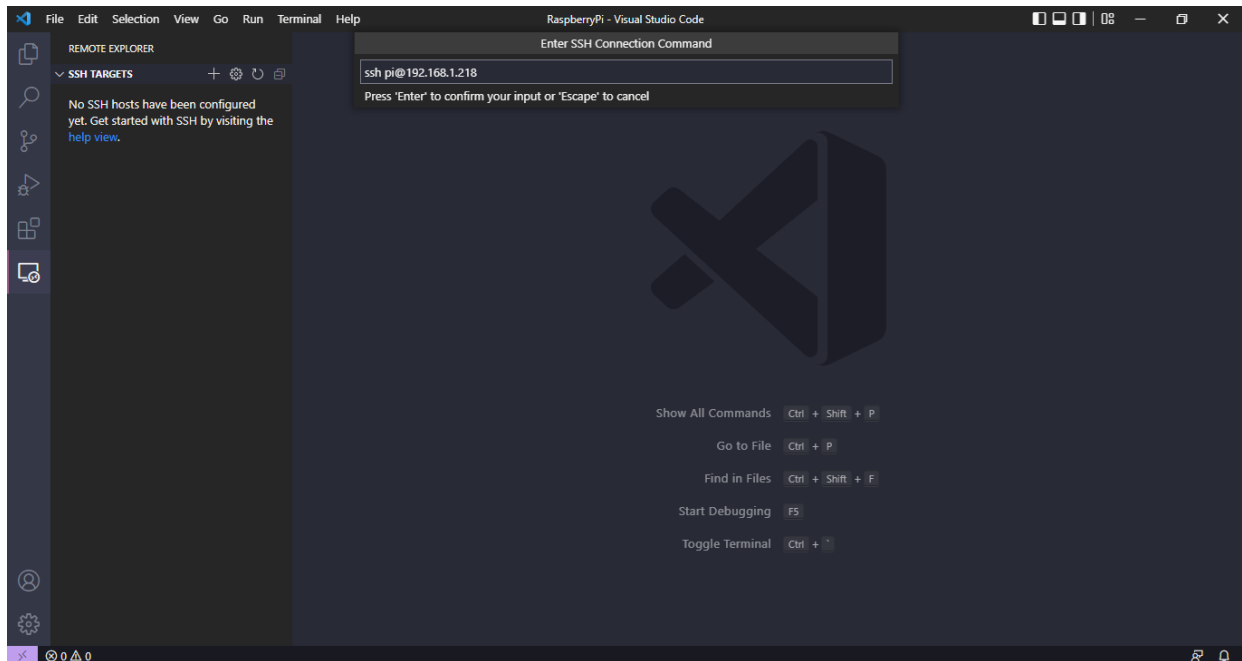 File Edit Selection View Go Run Terminal Help
RaspberryPi - Visual Studio Code
REMOTE EXPLORER
SSH TARGETS
No SSH hosts have been configured
yet. Get started with SSH by visiting the
help view.
Enter SSH Connection Command
ssh pi@192.168.1.218
Press 'Enter' to confirm your input or 'Escape' to cancel
Show All Commands Ctrl + Shift + P
Go to File Ctrl + P
Find in Files Ctrl + Shift + F
Start Debugging F5
Toggle Terminal Ctrl + `
0 0